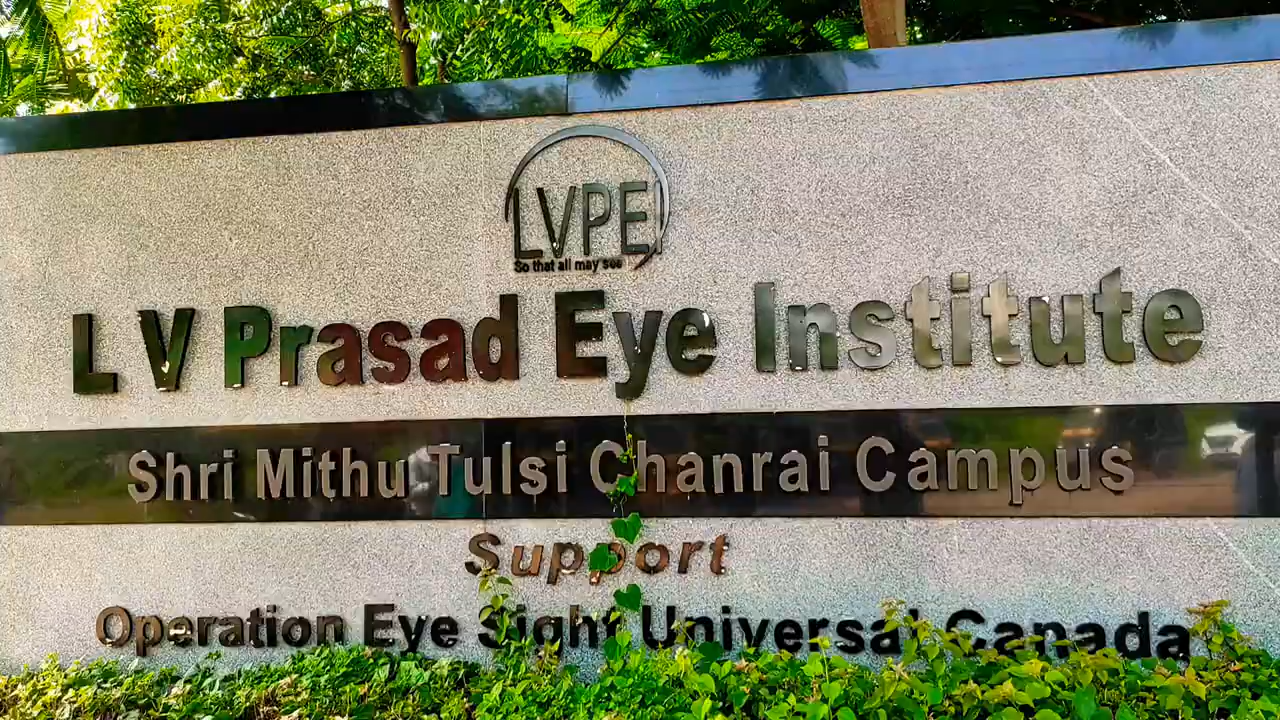 LVPEI
So that all may see
L V Prasad Eye Institute
Shri Mithu Tulsi Chanrai Campus
Support
Operation Eye Sight Universal Canada